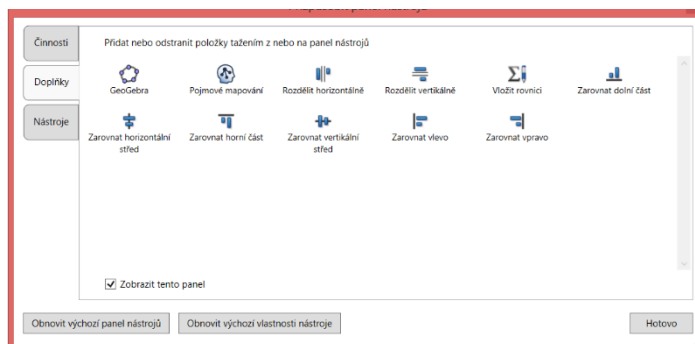 Činnosti
Přidat nebo odstranit položky tažením z nebo na panel nástrojů
Doplňky
GeoGebra
Pojmové mapování
Rozdělit horizontálně
Rozdělit vertikálně
Vložit rovnici
Zarovnat dolní část
Nástroje
Zarovnat horizontální
střed
Zarovnat horní část
Zarovnat vertikální
střed
Zarovnat vlevo
Zarovnat vpravo
Zobrazit tento panel
Obnovit výchozí panel nástrojů
Obnovit výchozí vlastnosti nástroje
Hotovo